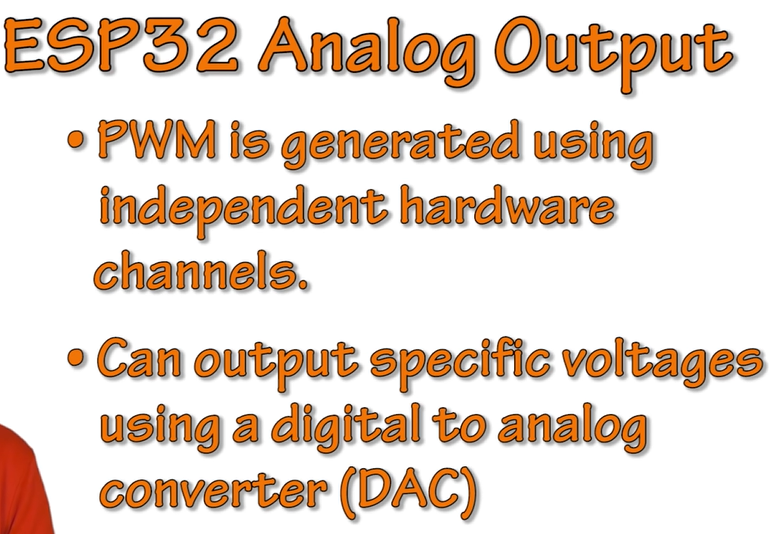 ESP32 Analog Output
• PWM is generated using
independent hardware
channels.
• Can output specific voltages
using a digital to analog
converter (DAC)